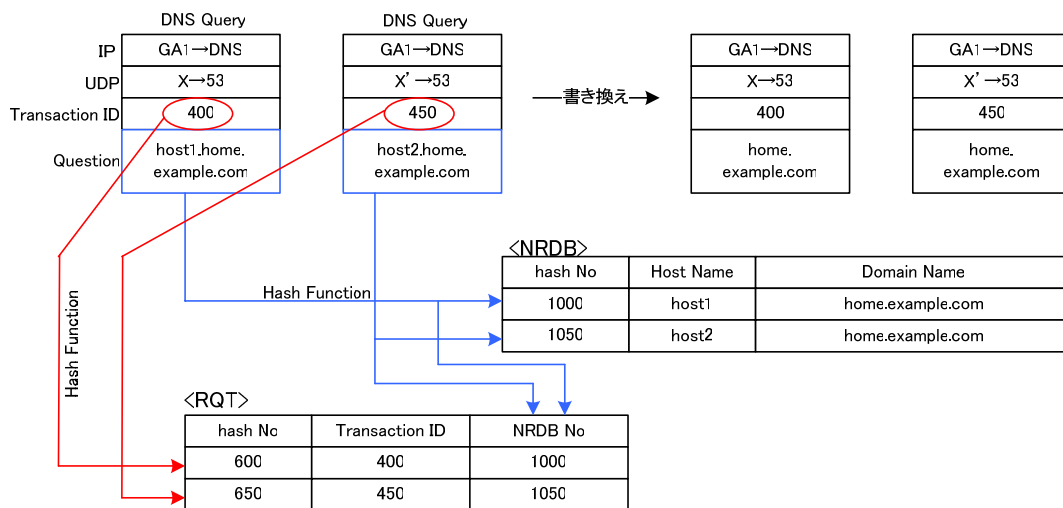 DNS Query
DNS Query
IP
GA1→DNS
GA1→DNS
GA1→DNS
GA1→DNS
UDP
X→53
X'→53
X→53
X'→53
書き換え
Transaction ID
400
450
400
450
Question
host1.home.
example.com
host2.home.
example.com
home.
example.com
home.
example.com
<NRDB>
hash No
Host Name
Domain Name
1000
host1
home.example.com
1050
host2
home.example.com
Hash Function
Hash Function
<RQT>
hash No
Transaction ID
NRDB No
600
400
1000
650
450
1050